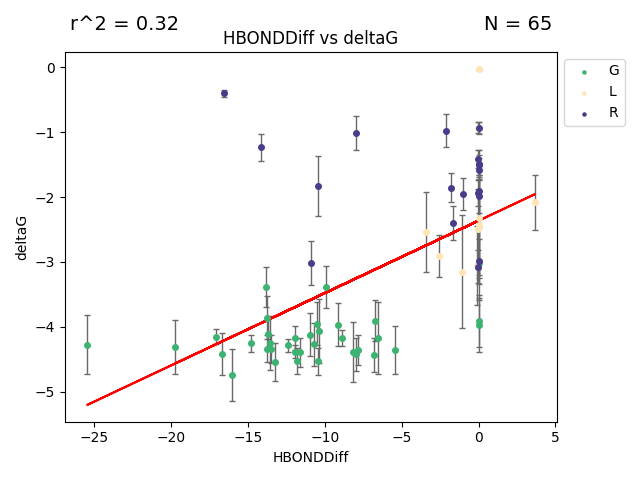 r^2 = 0.32
N = 65
HBONDDiff vs deltaG
G
L
R
deltaG
0
−1
−2
−3
−4
−5
−25
−20
−15
−10
−5
0
5
HBONDDiff